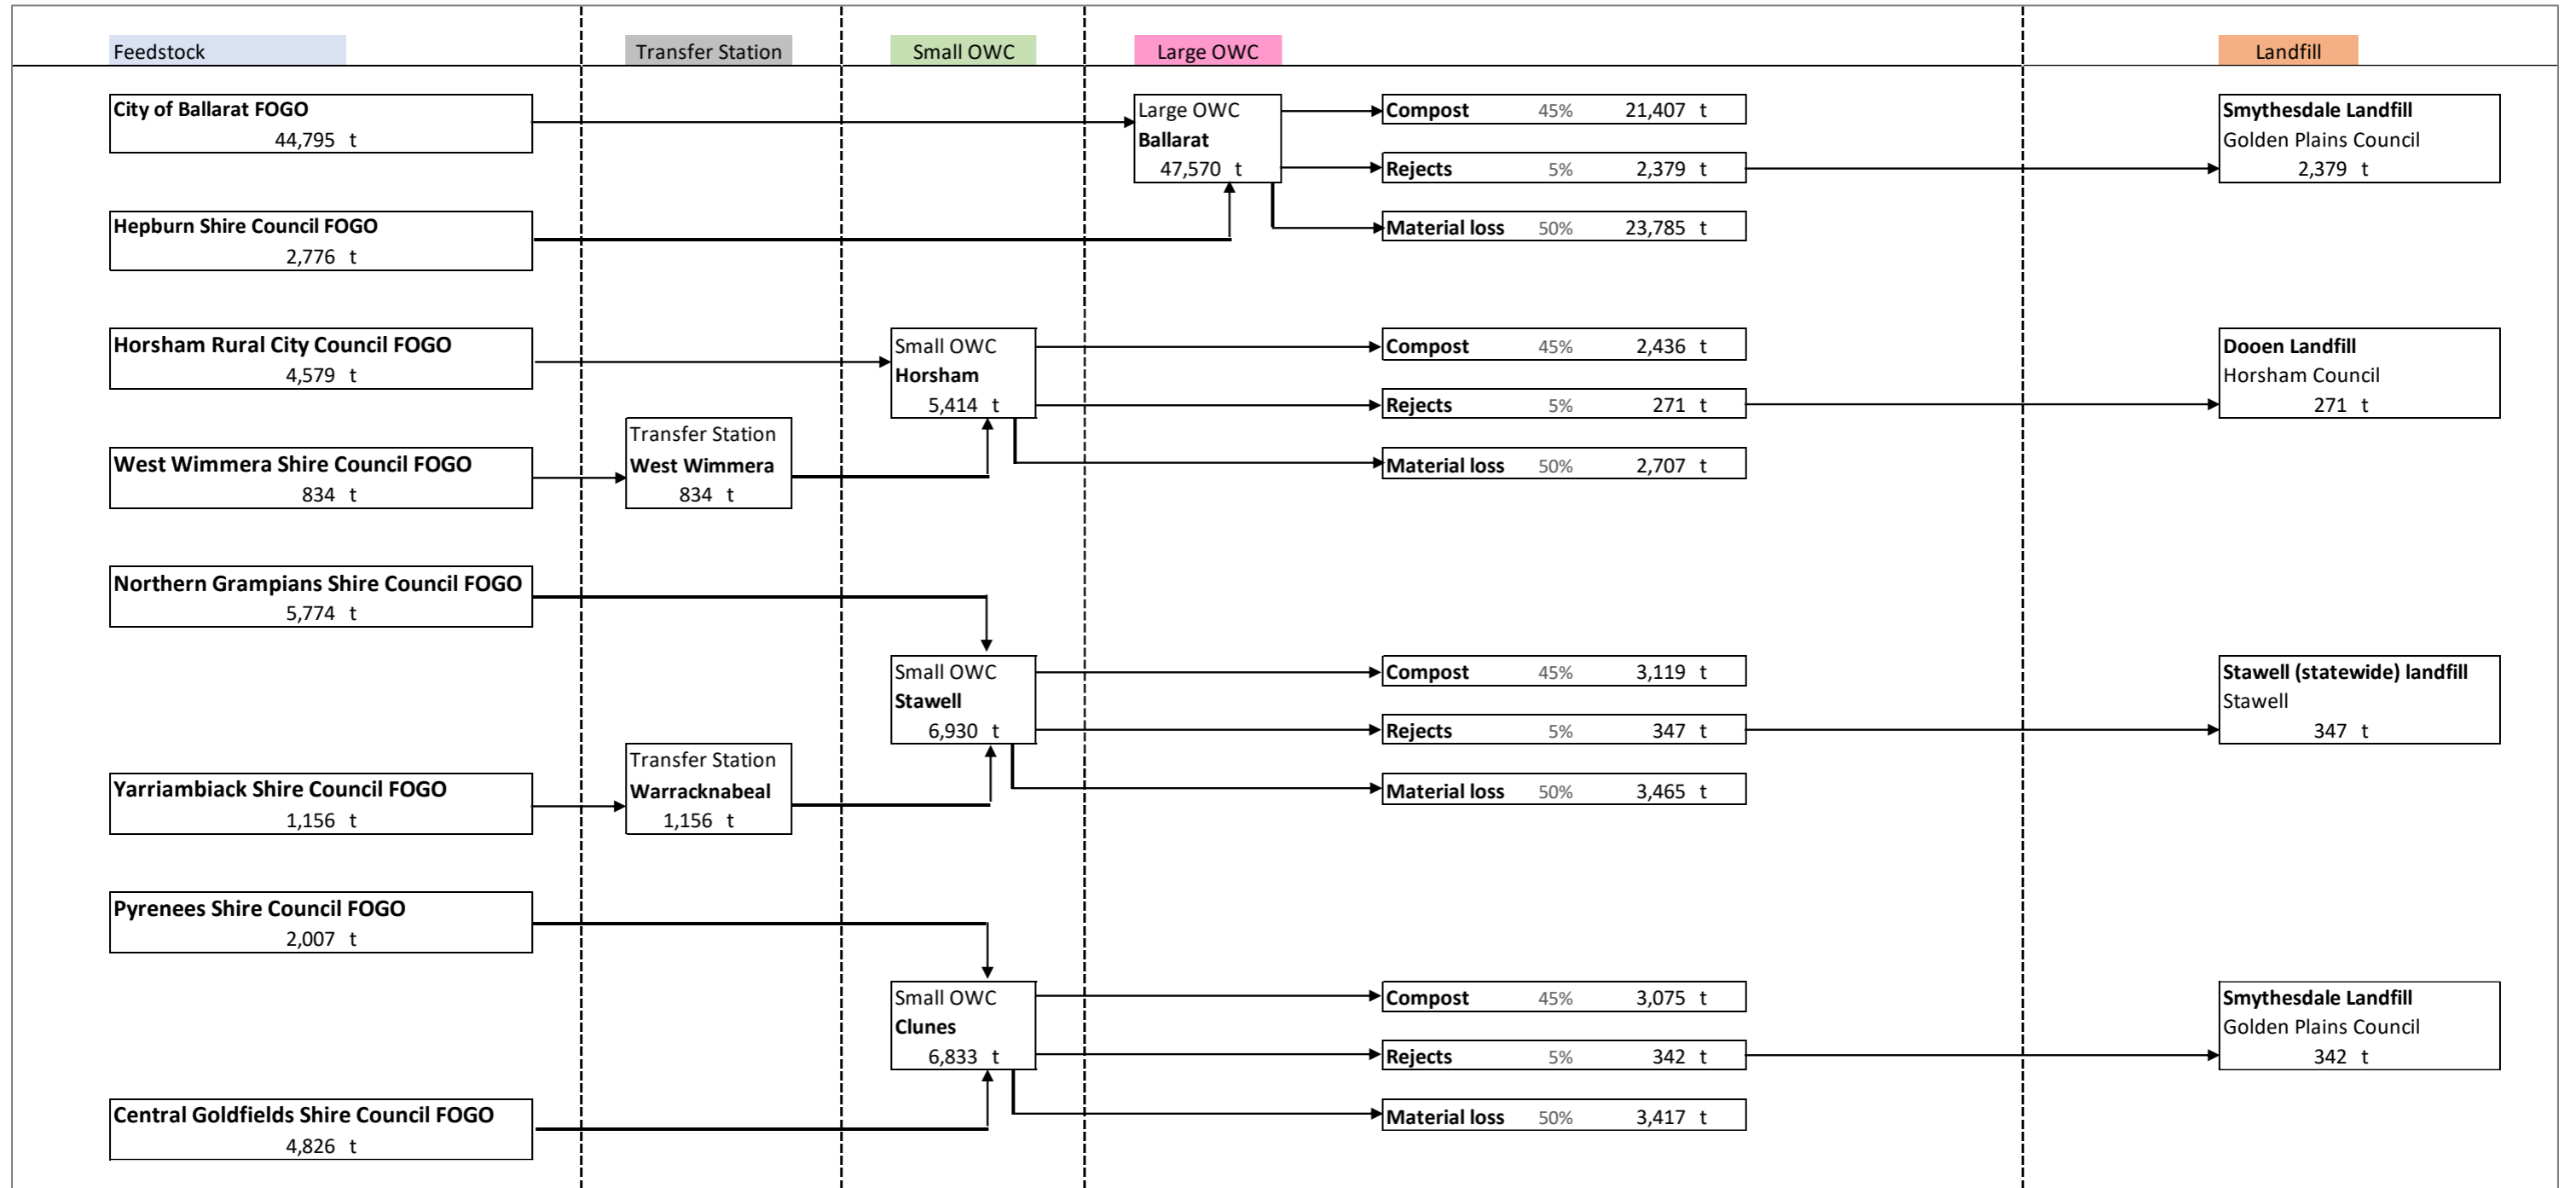 Feedstock
Transfer Station
Small OWC
Large OWC
Landfill
City of Ballarat FOGO
44,795 t
Large OWC
Ballarat
47,570 t
Compost 45% 21,407 t
Rejects 5% 2,379 t
Material loss 50% 23,785 t
Smythesdale Landfill
Golden Plains Council
2,379 t
Hepburn Shire Council FOGO
2,776 t
Horsham Rural City Council FOGO
4,579 t
Small OWC
Horsham
5,414 t
Compost 45% 2,436 t
Rejects 5% 271 t
Material loss 50% 2,707 t
Dooen Landfill
Horsham Council
271 t
West Wimmera Shire Council FOGO
834 t
Transfer Station
West Wimmera
834 t
Northern Grampians Shire Council FOGO
5,774 t
Small OWC
Stawell
6,930 t
Compost 45% 3,119 t
Rejects 5% 347 t
Material loss 50% 3,465 t
Stawell (statewide) landfill
Stawell
347 t
Yarriambiack Shire Council FOGO
1,156 t
Transfer Station
Warracknabeal
1,156 t
Pyrenees Shire Council FOGO
2,007 t
Small OWC
Clunes
6,833 t
Compost 45% 3,075 t
Rejects 5% 342 t
Material loss 50% 3,417 t
Smythesdale Landfill
Golden Plains Council
342 t
Central Goldfields Shire Council FOGO
4,826 t